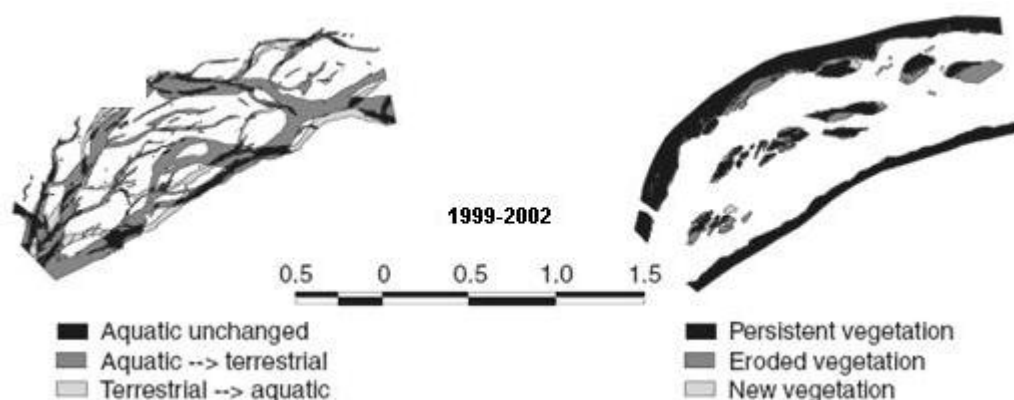 1999-2002
0.5 0 0.5 1.0 1.5
Aquatic unchanged
Aquatic --> terrestrial
Terrestrial --> aquatic
Persistent vegetation
Eroded vegetation
New vegetation